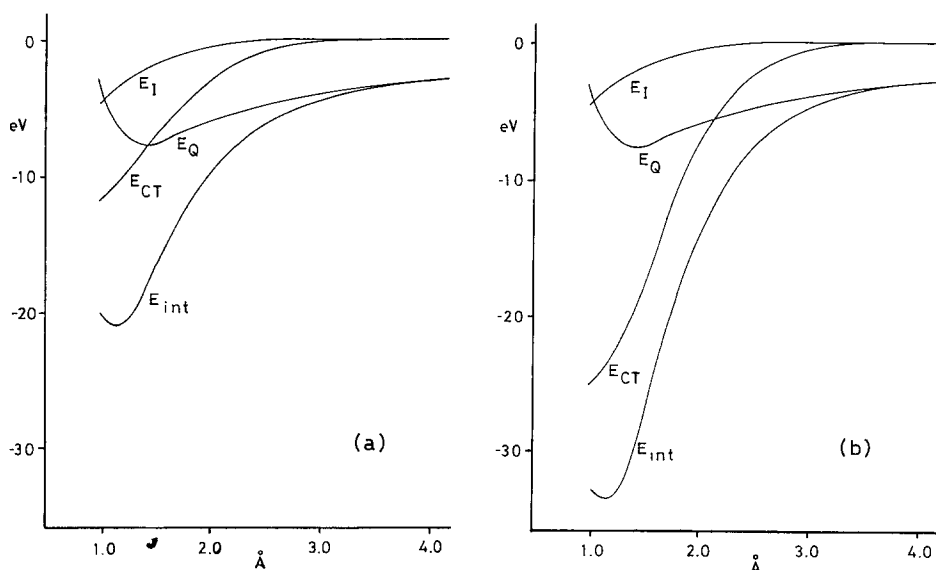 0
-10
-20
-30
eV
E_I
E_Q
E_CT
E_int
(a)
1.0
2.0
3.0
4.0
Å
0
-10
-20
-30
eV
E_I
E_Q
E_CT
E_int
(b)
1.0
2.0
3.0
4.0
Å